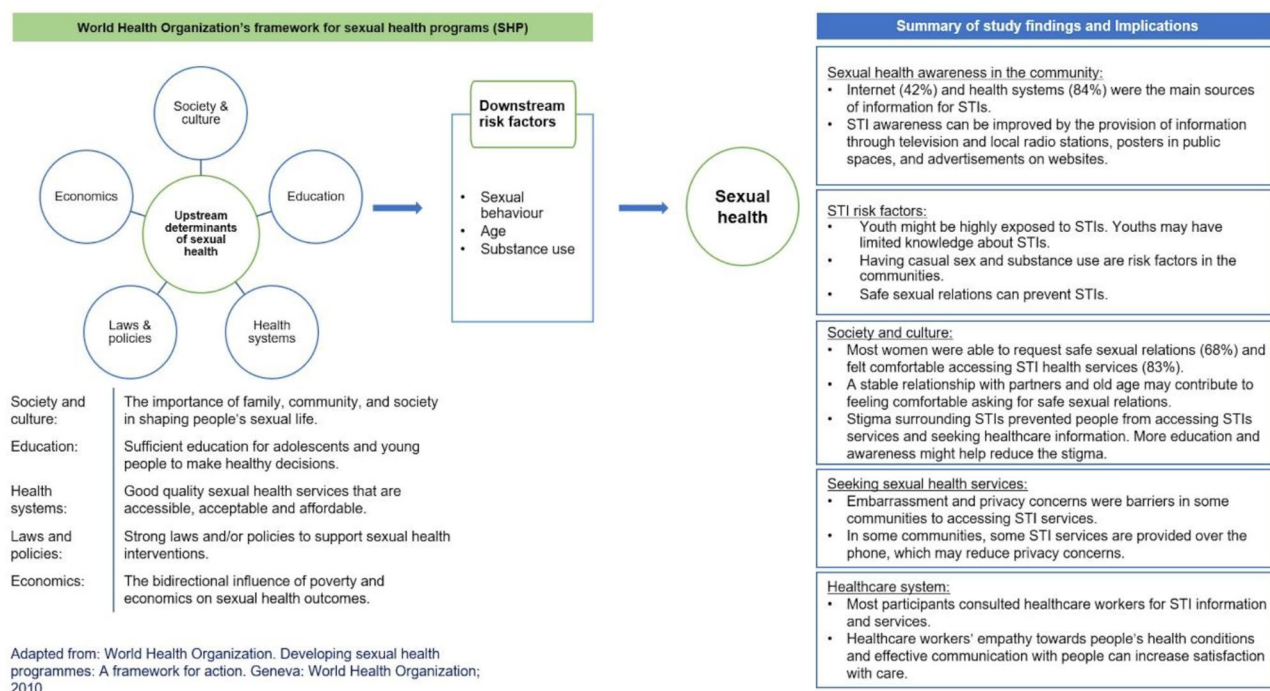 World Health Organization's framework for sexual health programs (SHP)
Society &
culture
Economics
Education
Upstream
determinants
of sexual
health
Laws &
policies
Health
systems
Downstream
risk factors
• Sexual
behaviour
• Age
• Substance use
Sexual
health
Society and
culture:
The importance of family, community, and society
in shaping people's sexual life.
Education:
Sufficient education for adolescents and young
people to make healthy decisions.
Health
systems:
Good quality sexual health services that are
accessible, acceptable and affordable.
Laws and
policies:
Strong laws and/or policies to support sexual health
interventions.
Economics:
The bidirectional influence of poverty and
economics on sexual health outcomes.
Adapted from: World Health Organization. Developing sexual health
programmes: A framework for action. Geneva: World Health Organization;
2010
Summary of study findings and Implications
Sexual health awareness in the community:
• Internet (42%) and health systems (84%) were the main sources
of information for STIs.
• STI awareness can be improved by the provision of information
through television and local radio stations, posters in public
spaces, and advertisements on websites.
STI risk factors:
• Youth might be highly exposed to STIs. Youths may have
limited knowledge about STIs.
• Having casual sex and substance use are risk factors in the
communities.
• Safe sexual relations can prevent STIs.
Society and culture:
• Most women were able to request safe sexual relations (68%) and
felt comfortable accessing STI health services (83%).
• A stable relationship with partners and old age may contribute to
feeling comfortable asking for safe sexual relations.
• Stigma surrounding STIs prevented people from accessing STIs
services and seeking healthcare information. More education and
awareness might help reduce the stigma.
Seeking sexual health services:
• Embarrassment and privacy concerns were barriers in some
communities to accessing STI services.
• In some communities, some STI services are provided over the
phone, which may reduce privacy concerns.
Healthcare system:
• Most participants consulted healthcare workers for STI information
and services.
• Healthcare workers' empathy towards people's health conditions
and effective communication with people can increase satisfaction
with care.